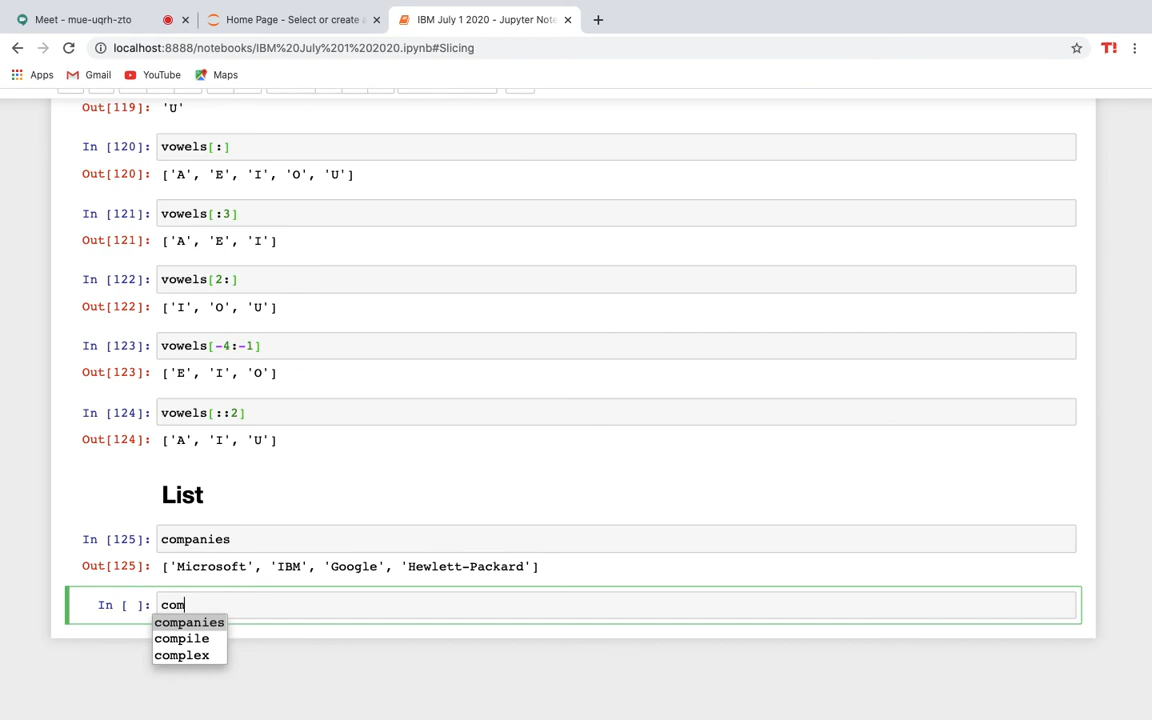 Meet - mue-uqrh-zto
Home Page - Select or create a
IBM July 1 2020 - Jupyter Note
localhost:8888/notebooks/IBM%20July%201%202020.ipynb#Slicing
T!
Apps Gmail YouTube Maps
Out[119]: 'U'
In [120]: vowels[:]
Out[120]: ['A', 'E', 'I', 'O', 'U']
In [121]: vowels[:3]
Out[121]: ['A', 'E', 'I']
In [122]: vowels[2:]
Out[122]: ['I', 'O', 'U']
In [123]: vowels[-4:-1]
Out[123]: ['E', 'I', 'O']
In [124]: vowels[::2]
Out[124]: ['A', 'I', 'U']
List
In [125]: companies
Out[125]: ['Microsoft', 'IBM', 'Google', 'Hewlett-Packard']
In [ ]: com
companies
compile
complex